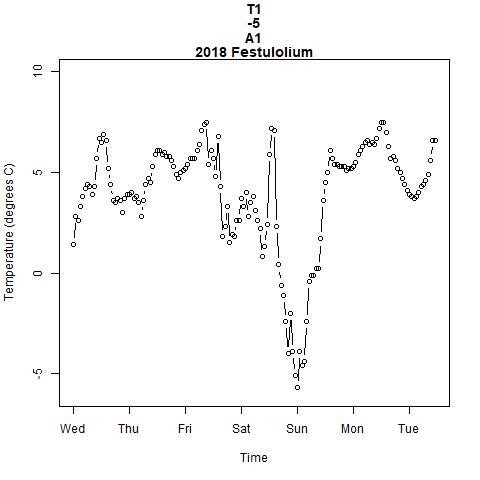 T1
-5
A1
2018 Festulolium
Temperature (degrees C)
10
5
0
-5
Wed Thu Fri Sat Sun Mon Tue
Time